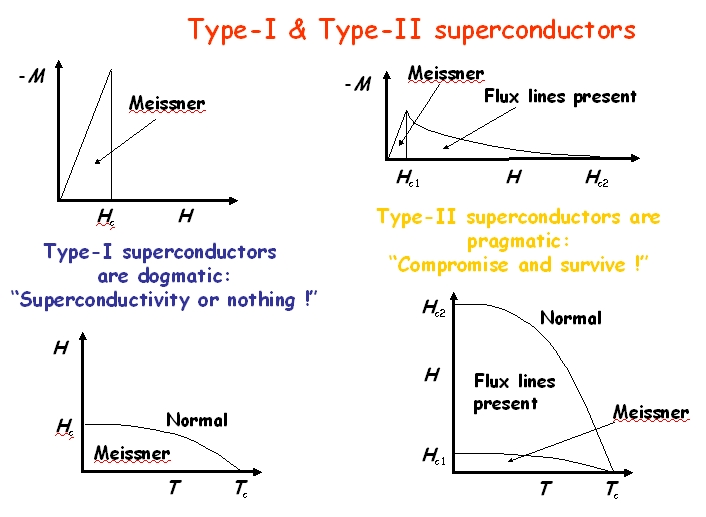 Type-I & Type-II superconductors
-M
Meissner
Hc
H
-M
Meissner
Flux lines present
Hc1
H
Hc2
Type-I superconductors
are dogmatic:
“Superconductivity or nothing !”
Type-II superconductors are
pragmatic:
“Compromise and survive !”
H
Hc
Normal
Meissner
T
Tc
Hc2
Normal
H
Flux lines
present
Meissner
Hc1
T
Tc